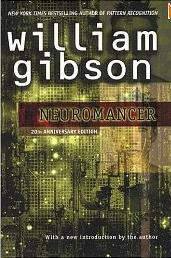 NEW YORK TIMES BESTSELLING AUTHOR OF PATTERN RECOGNITION
william
gibson
NEUROMANCER
20TH ANNIVERSARY EDITION
With a new introduction by the author